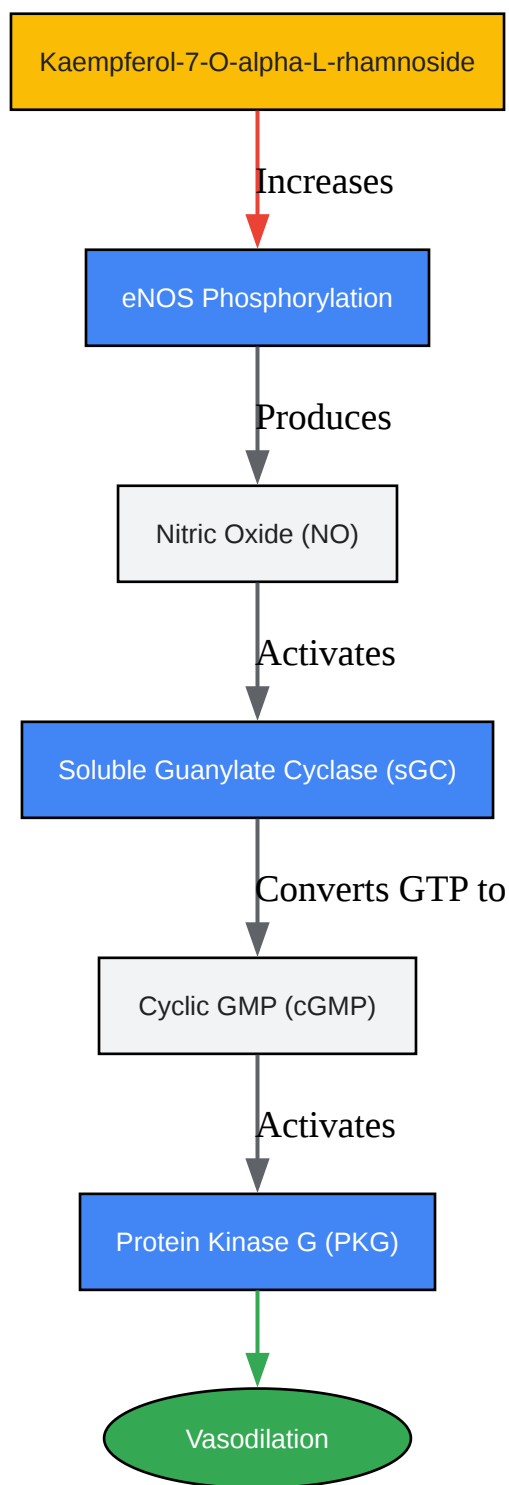 Kaempferol-7-O-alpha-L-rhamnoside
Increases
eNOS Phosphorylation
Produces
Nitric Oxide (NO)
Activates
Soluble Guanylate Cyclase (sGC)
Converts GTP to
Cyclic GMP (cGMP)
Activates
Protein Kinase G (PKG)
Vasodilation